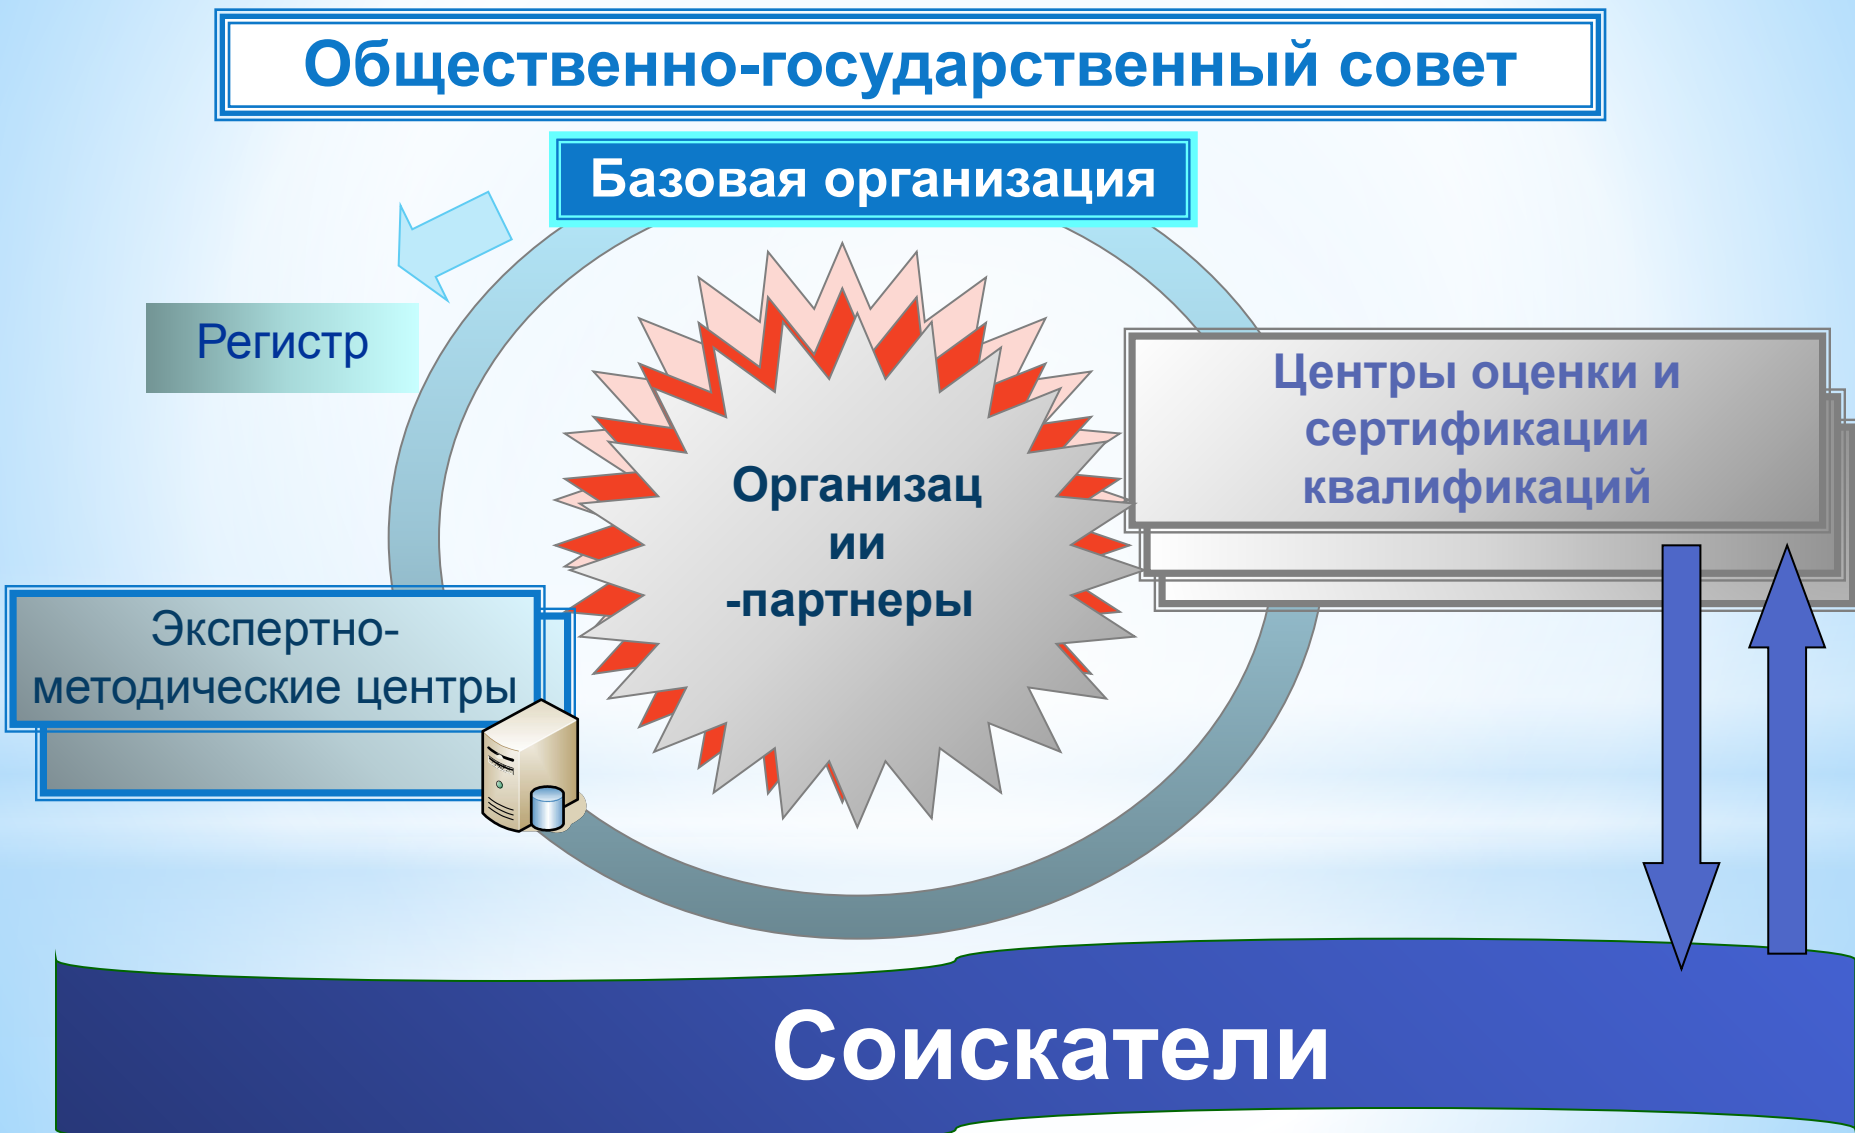 Общественно-государственный совет
Базовая организация
Регистр
Центры оценки и
сертификации
квалификаций
Организац
ии
-партнеры
Экспертно-
методические центры
Соискатели